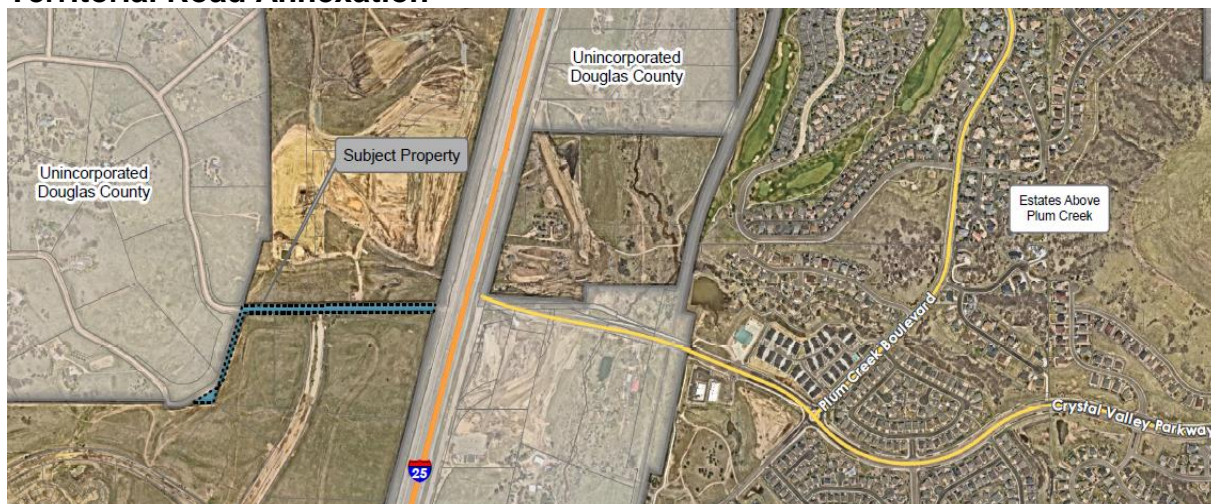 Territorial Road Annexation
Unincorporated
Douglas County
Subject Property
Unincorporated
Douglas County
Estates Above
Plum Creek
Plum Creek Boulevard
Crystal Valley Parkway
25